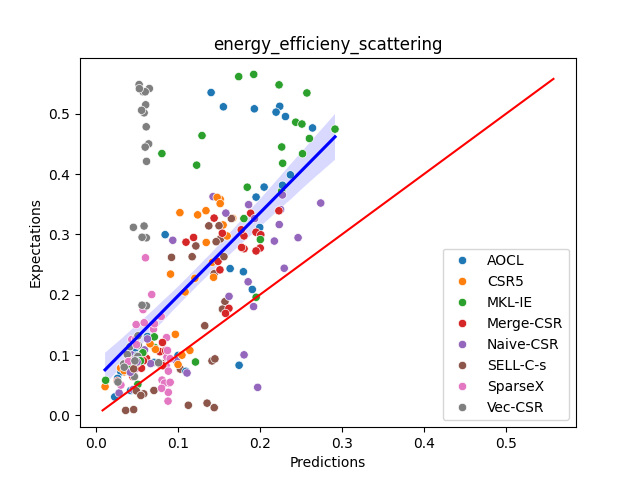 energy_efficieny_scattering
Expectations
0.5
0.4
0.3
0.2
0.1
0.0
0.0 0.1 0.2 0.3 0.4 0.5
Predictions
AOCL
CSR5
MKL-IE
Merge-CSR
Naive-CSR
SELL-C-s
SparseX
Vec-CSR